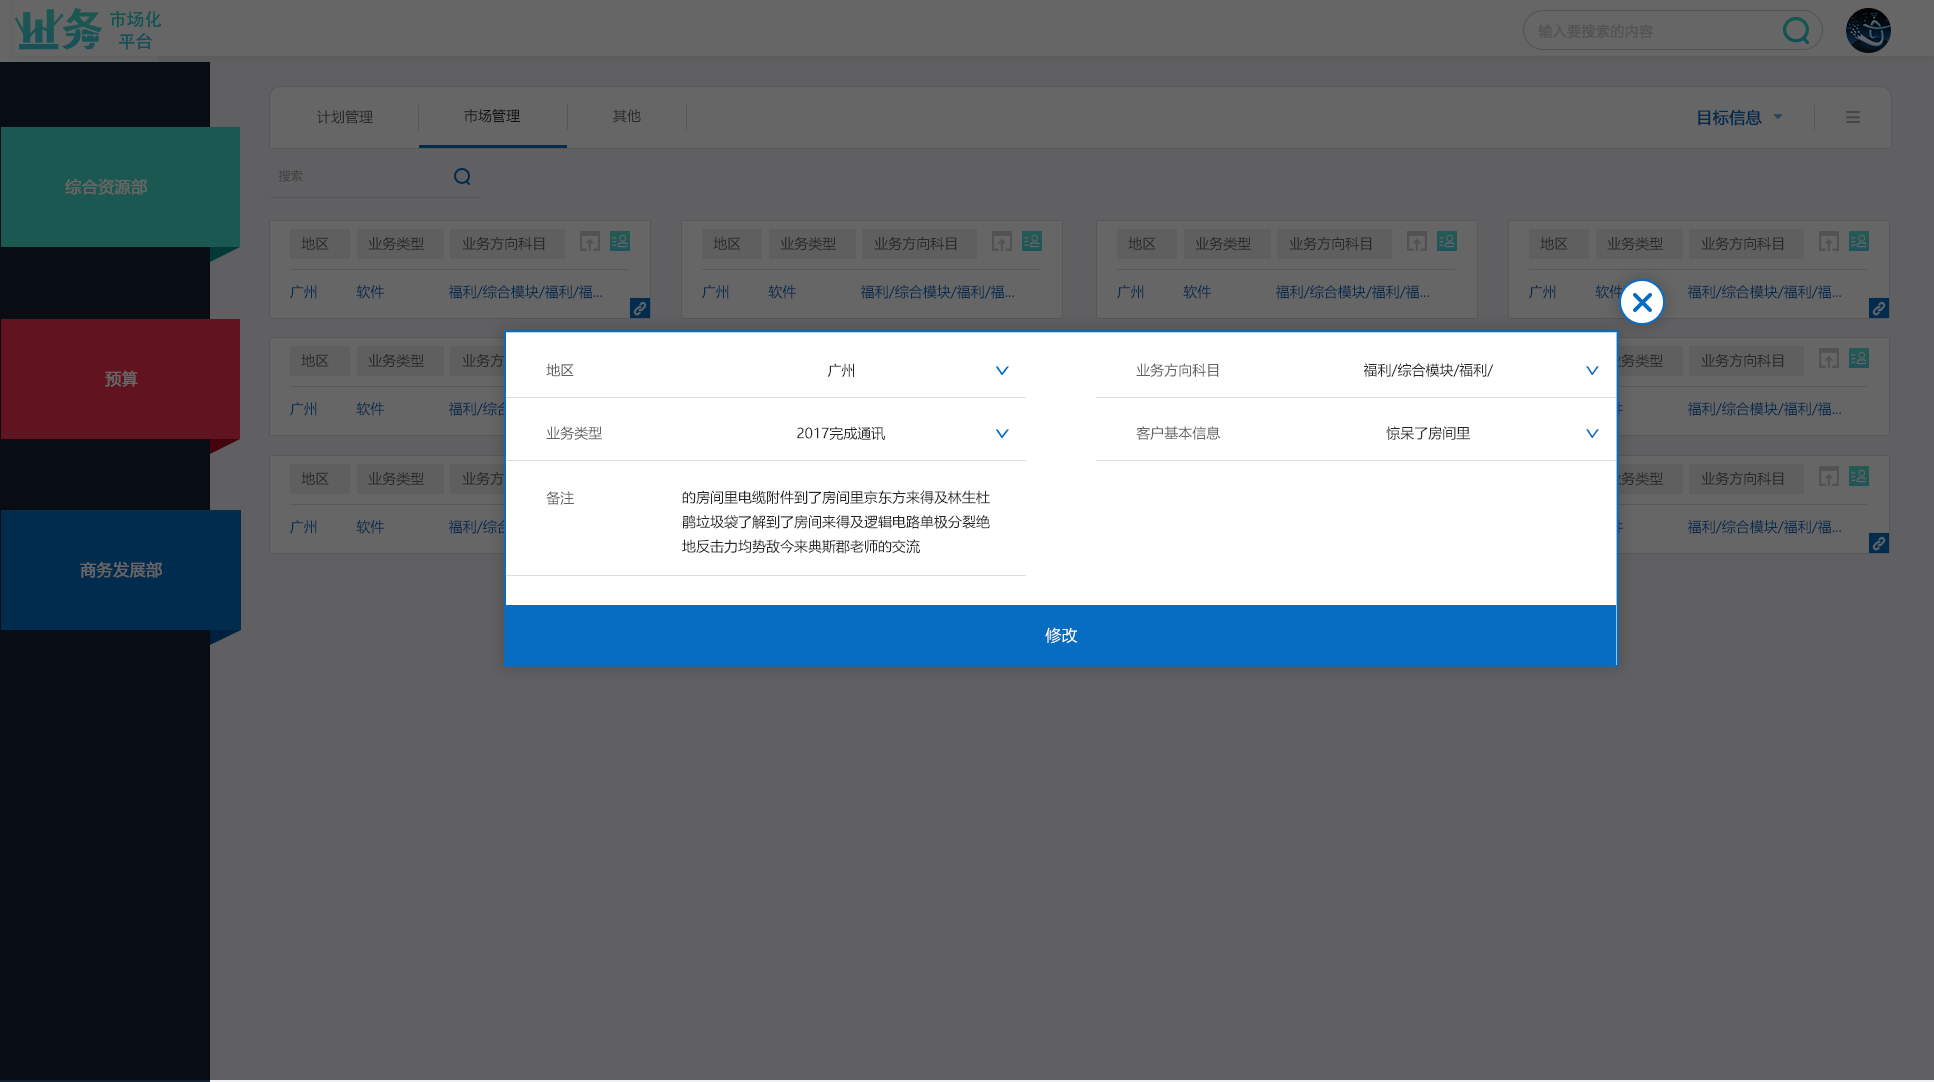 业务 市场化
平台
输入要搜索的内容
计划管理 市场管理 其他 目标信息
搜索
综合资源部
预算
商务发展部
地区 业务类型 业务方向科目 地区 业务类型 业务方向科目 地区 业务类型 业务方向科目 地区 业务类型 业务方向科目
广州 软件 福利/综合模块/福利/福... 广州 软件 福利/综合模块/福利/福... 广州 软件 福利/综合模块/福利/福... 广州 软件 福利/综合模块/福利/福...
地区 业务类型 业务方 务类型 业务方向科目
广州 软件 福利/综合 件 福利/综合模块/福利/福...
地区 业务类型 业务方 务类型 业务方向科目
广州 软件 福利/综合 件 福利/综合模块/福利/福...
地区 广州 业务方向科目 福利/综合模块/福利/
业务类型 2017完成通讯 客户基本信息 惊呆了房间里
备注 的房间里电缆附件到了房间里京东方来得及林生杜
鹃垃圾袋了解到了房间来得及逻辑电路单极分裂绝
地反击力均势敌今来典斯郡老师的交流
修改